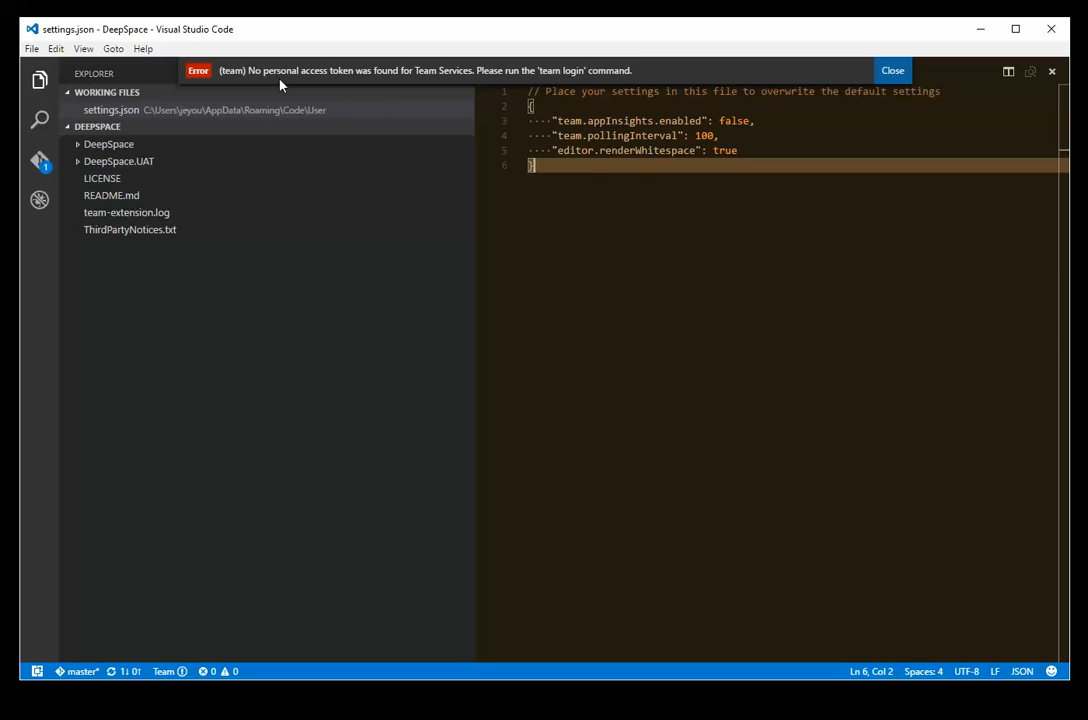 settings.json - DeepSpace - Visual Studio Code
File Edit View Goto Help
Error (team) No personal access token was found for Team Services. Please run the 'team login' command. Close
EXPLORER
WORKING FILES
settings.json C:\Users\jeyou\AppData\Roaming\Code\User
DEEPSPACE
DeepSpace
DeepSpace.UAT
LICENSE
README.md
team-extension.log
ThirdPartyNotices.txt
1
1 // Place your settings in this file to overwrite the default settings
2 {
3 ····"team.appInsights.enabled": false,
4 ····"team.pollingInterval": 100,
5 ····"editor.renderWhitespace": true
6 }
master* 1↓ 0↑ Team 0 0 Ln 6, Col 2 Spaces: 4 UTF-8 LF JSON